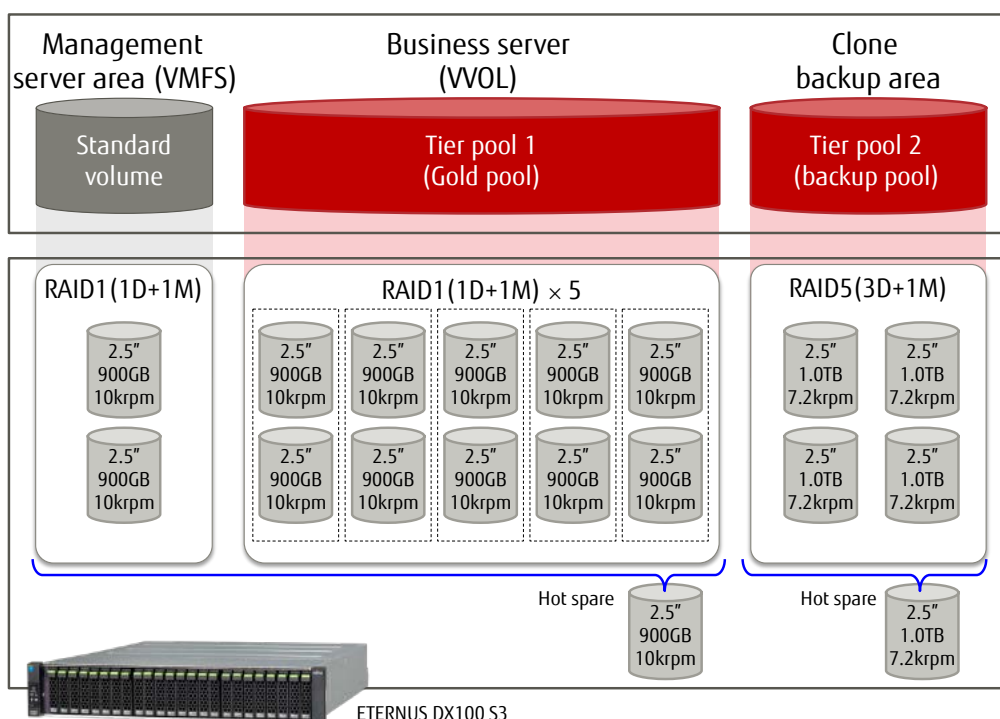 Management
server area (VMFS)
Business server
(VVOL)
Clone
backup area
Standard
volume
Tier pool 1
(Gold pool)
Tier pool 2
(backup pool)
RAID1(1D+1M)
RAID1(1D+1M) × 5
RAID5(3D+1M)
2.5"
900GB
10krpm
2.5"
900GB
10krpm
2.5"
900GB
10krpm
2.5"
900GB
10krpm
2.5"
900GB
10krpm
2.5"
900GB
10krpm
2.5"
900GB
10krpm
2.5"
900GB
10krpm
2.5"
900GB
10krpm
2.5"
900GB
10krpm
2.5"
900GB
10krpm
2.5"
900GB
10krpm
2.5"
1.0TB
7.2krpm
2.5"
1.0TB
7.2krpm
2.5"
1.0TB
7.2krpm
2.5"
1.0TB
7.2krpm
Hot spare
2.5"
900GB
10krpm
Hot spare
2.5"
1.0TB
7.2krpm
ETERNUS DX100 S3